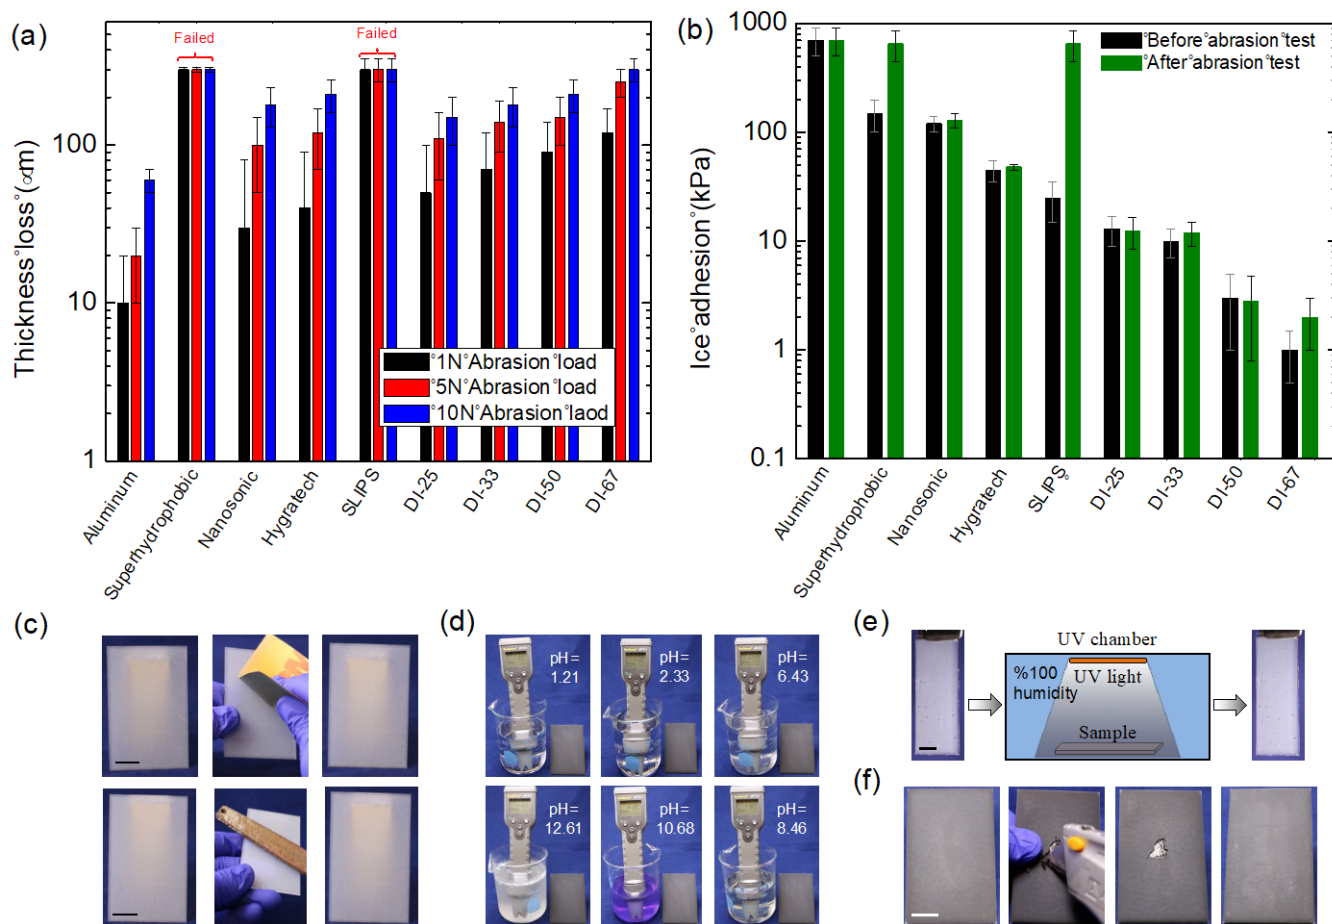 (a)
Failed
Failed
Thickness°loss°(∝m)
100
10
1
°1N°Abrasion°load
°5N°Abrasion°load
°10N°Abrasion°laod
Aluminum
Superhydrophobic
Nanosonic
Hygratech
SLIPS
DI-25
DI-33
DI-50
DI-67
(b)
Ice°adhesion°(kPa)
1000
100
10
1
0.1
°Before°abrasion°test
°After°abrasion°test
Aluminum
Superhydrophobic
Nanosonic
Hygratech
SLIPS°
DI-25
DI-33
DI-50
DI-67
(c)
(d)
pH=
1.21
pH=
2.33
pH=
6.43
pH=
12.61
pH=
10.68
pH=
8.46
(e)
UV chamber
%100
humidity
UV light
Sample
(f)